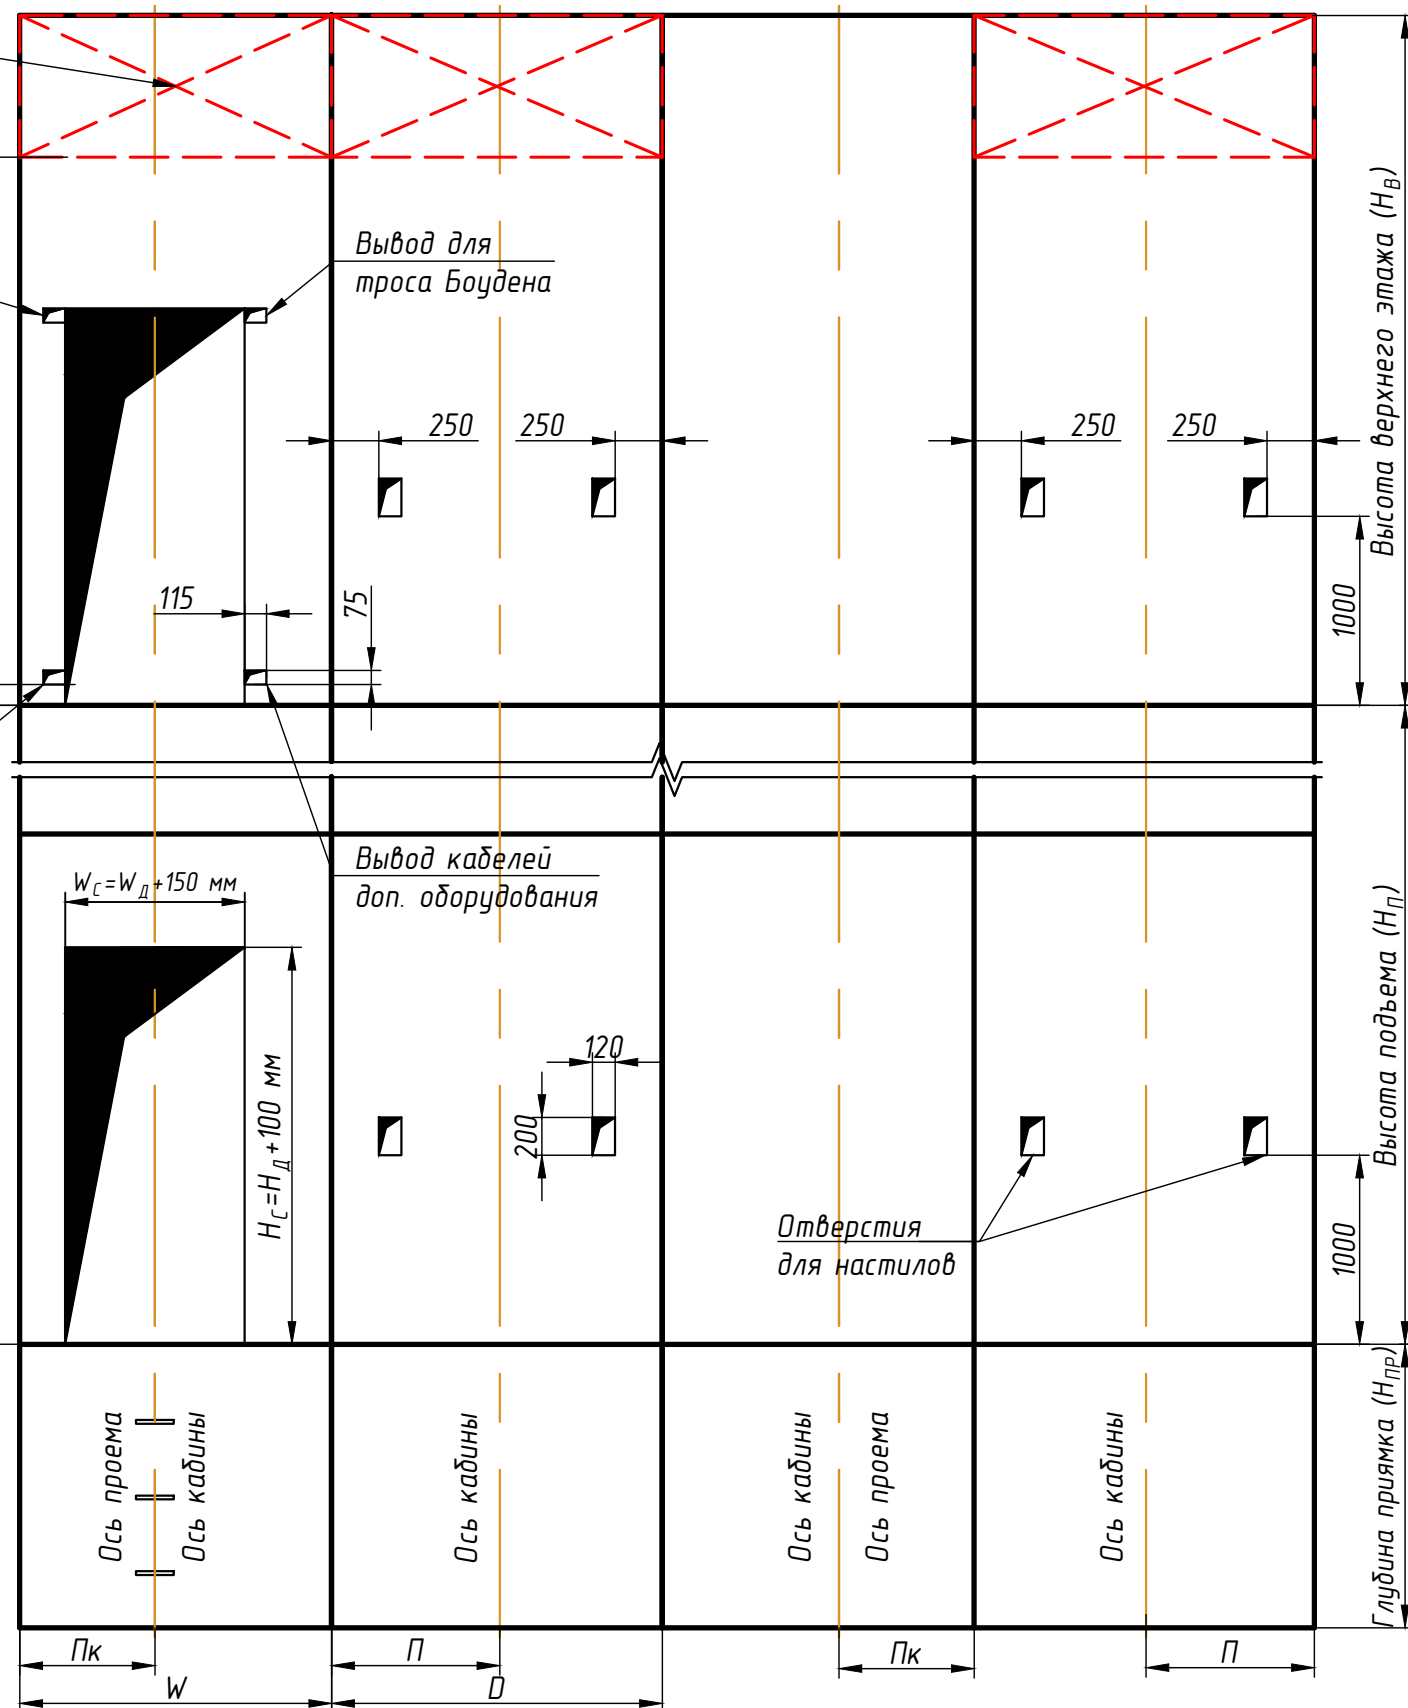 Вывод для
троса Боудена
250
250
250
250
Высота верхнего этажа (HВ)
115
75
1000
WС=WД+150 мм
Вывод кабелей
доп. оборудования
HС=HД+100 мм
120
200
Высота подъема (HП)
Отверстия
для настилов
1000
Ось проема
Ось кабины
Ось кабины
Ось кабины
Ось проема
Ось кабины
Глубина приямка (HПР)
Пк
П
Пк
П
W
D